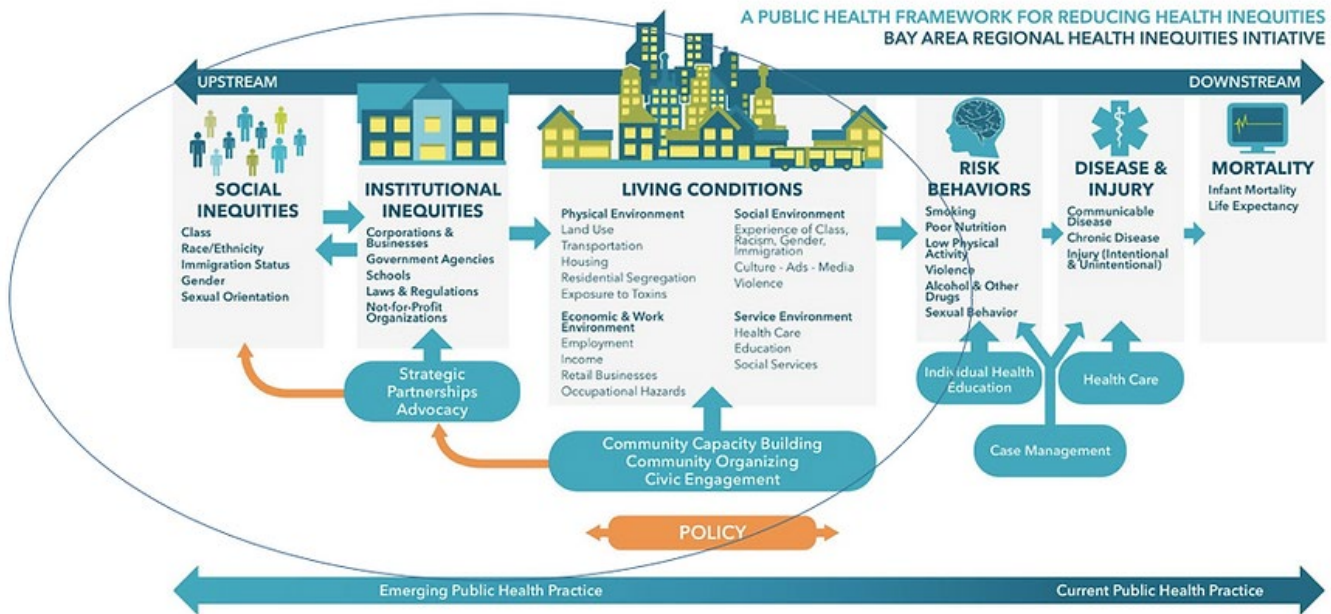 A PUBLIC HEALTH FRAMEWORK FOR REDUCING HEALTH INEQUITIES
BAY AREA REGIONAL HEALTH INEQUITIES INTIATIVE
UPSTREAM
DOWNSTREAM
SOCIAL
INEQUITIES
Class
Race/Ethnicity
Immigration Status
Gender
Sexual Orientation
INSTITUTIONAL
INEQUITIES
Corporations &
Businesses
Government Agencies
Schools
Laws & Regulations
Not-for-Profit
Organizations
Strategic
Partnerships
Advocacy
LIVING CONDITIONS
Physical Environment
Land Use
Transportation
Housing
Residential Segregation
Exposure to Toxins
Economic & Work
Environment
Employment
Income
Retail Businesses
Occupational Hazards
Social Environment
Experience of Class,
Racism, Gender,
Immigration
Culture - Ads - Media
Violence
Service Environment
Health Care
Education
Social Services
Community Capacity Building
Community Organizing
Civic Engagement
RISK
BEHAVIORS
Smoking
Poor Nutrition
Low Physical
Activity
Violence
Alcohol & Other
Drugs
Sexual Behavior
Individual Health
Education
DISEASE &
INJURY
Communicable
Disease
Chronic Disease
Injury (Intentional
& Unintentional)
Health Care
Case Management
MORTALITY
Infant Mortality
Life Expectancy
POLICY
Emerging Public Health Practice
Current Public Health Practice